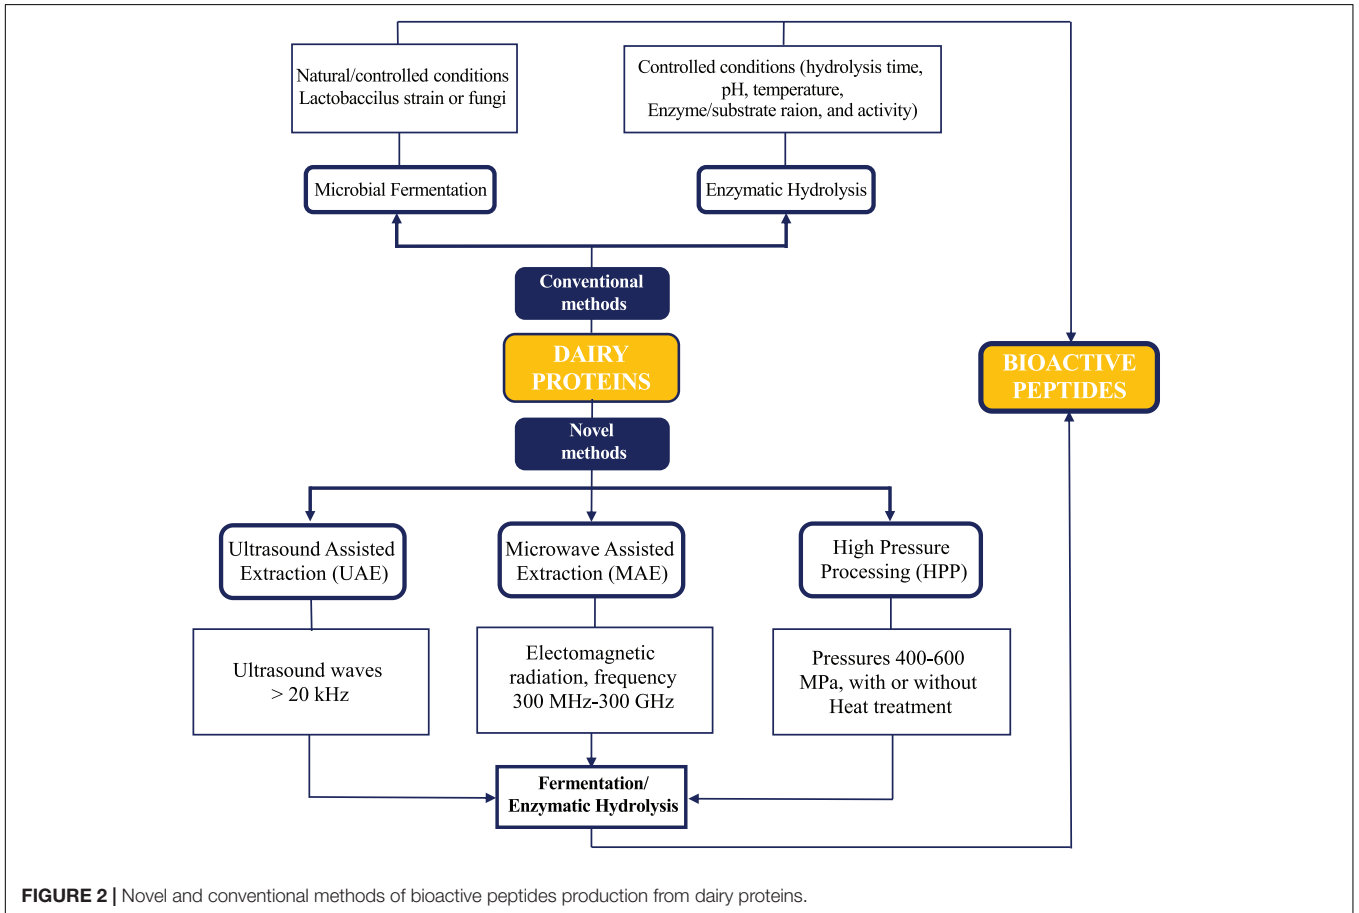 Natural/controlled conditions
Lactobaccilus strain or fungi
Controlled conditions (hydrolysis time,
pH, temperature,
Enzyme/substrate raion, and activity)
Microbial Fermentation
Enzymatic Hydrolysis
Conventional
methods
DAIRY
PROTEINS
BIOACTIVE
PEPTIDES
Novel
methods
Ultrasound Assisted
Extraction (UAE)
Microwave Assisted
Extraction (MAE)
High Pressure
Processing (HPP)
Ultrasound waves
> 20 kHz
Electomagnetic
radiation, frequency
300 MHz-300 GHz
Pressures 400-600
MPa, with or without
Heat treatment
Fermentation/
Enzymatic Hydrolysis
FIGURE 2 | Novel and conventional methods of bioactive peptides production from dairy proteins.